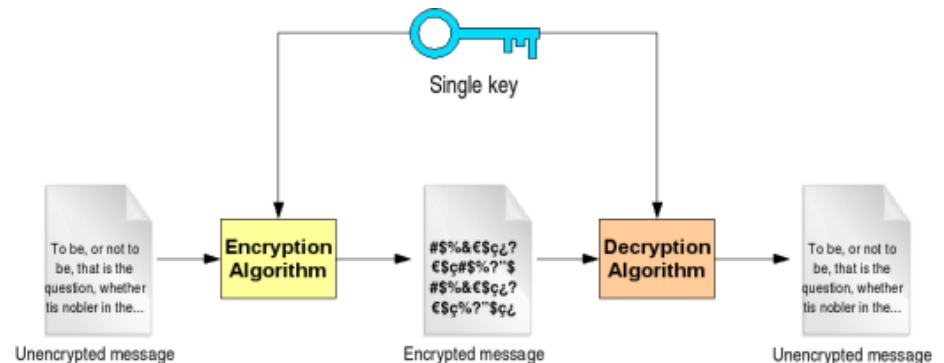 Single key
To be, or not to
be, that is the
question, whether
tis nobler in the...
Unencrypted message
Encryption
Algorithm
#$%&€$ç¿?
€$ç#$%?"$
#$%&€$ç¿?
€$ç%?"$ç¿
Encrypted message
Decryption
Algorithm
To be, or not to
be, that is the
question, whether
tis nobler in the...
Unencrypted message